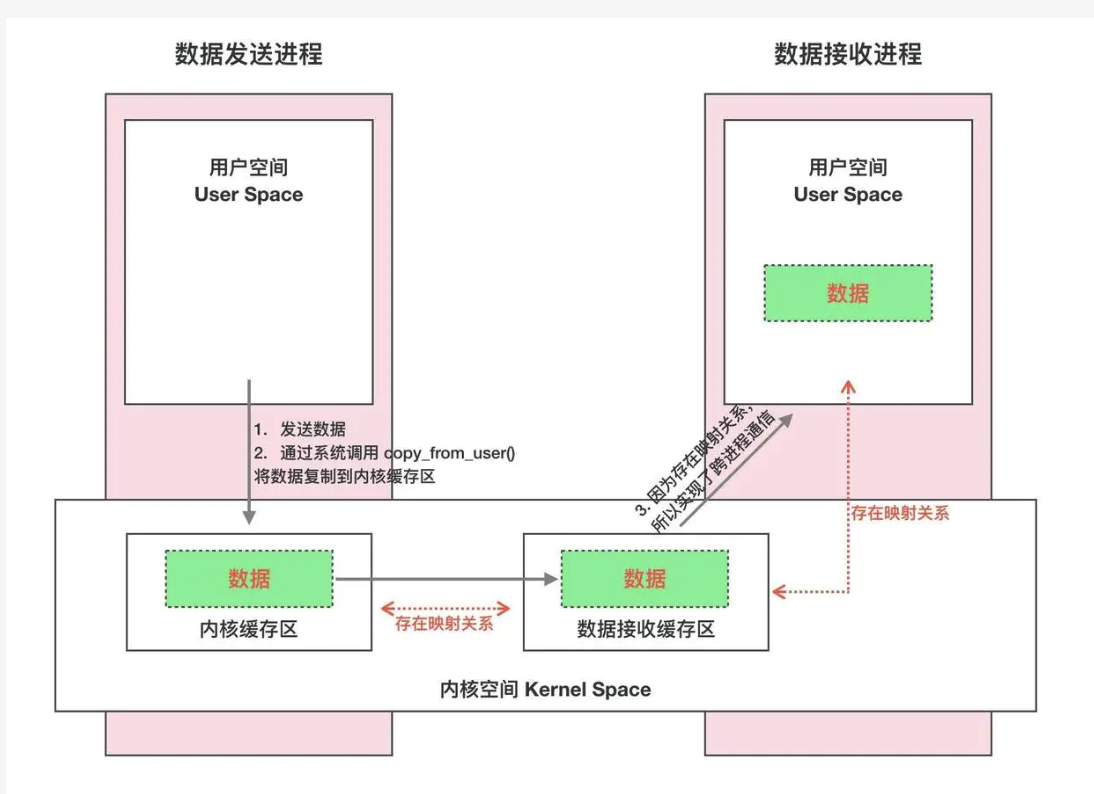 数据发送进程
数据接收进程
用户空间
User Space
用户空间
User Space
数据
1. 发送数据
2. 通过系统调用 copy_from_user()
将数据复制到内核缓存区
3. 因为存在映射关系，
所以实现了跨进程通信
存在映射关系
数据
内核缓存区
存在映射关系
数据
数据接收缓存区
内核空间 Kernel Space